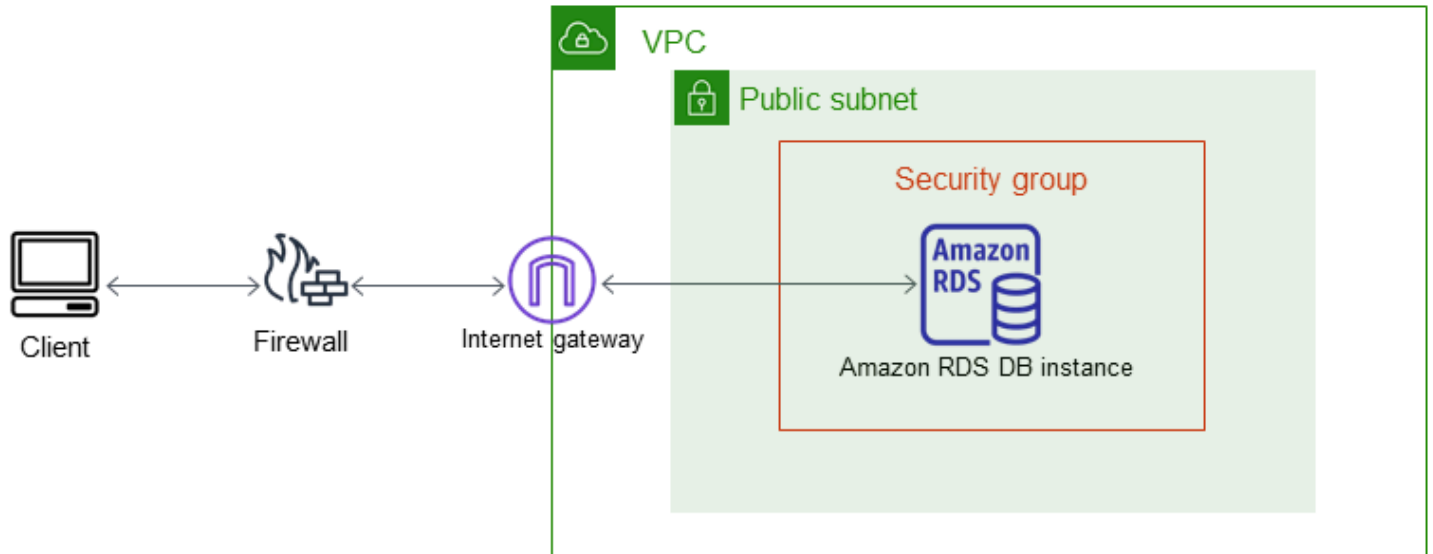 VPC
Public subnet
Security group
Amazon
RDS
Client
Firewall
Internet gateway
Amazon RDS DB instance